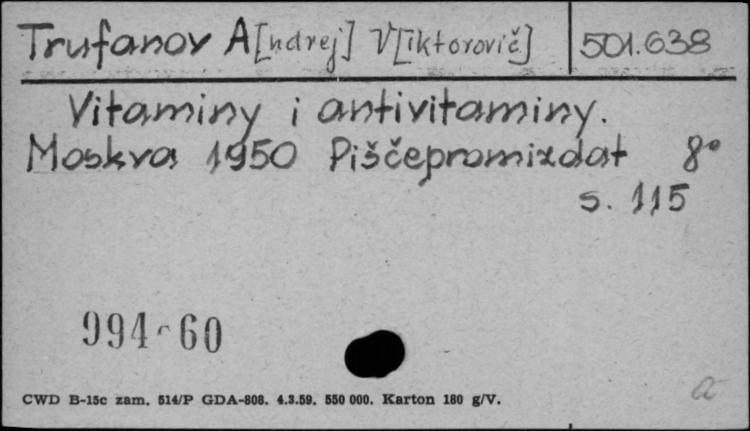 Trufanov A[ndrej] V[iktorovič] 501.638
Vitaminy i antivitaminy.
Moskva 1950 Piščepromizdat 8°
s. 115
994-60
CWD B-15c zam. 514/P GDA-808. 4.3.59. 550 000. Karton 180 g/V.
a